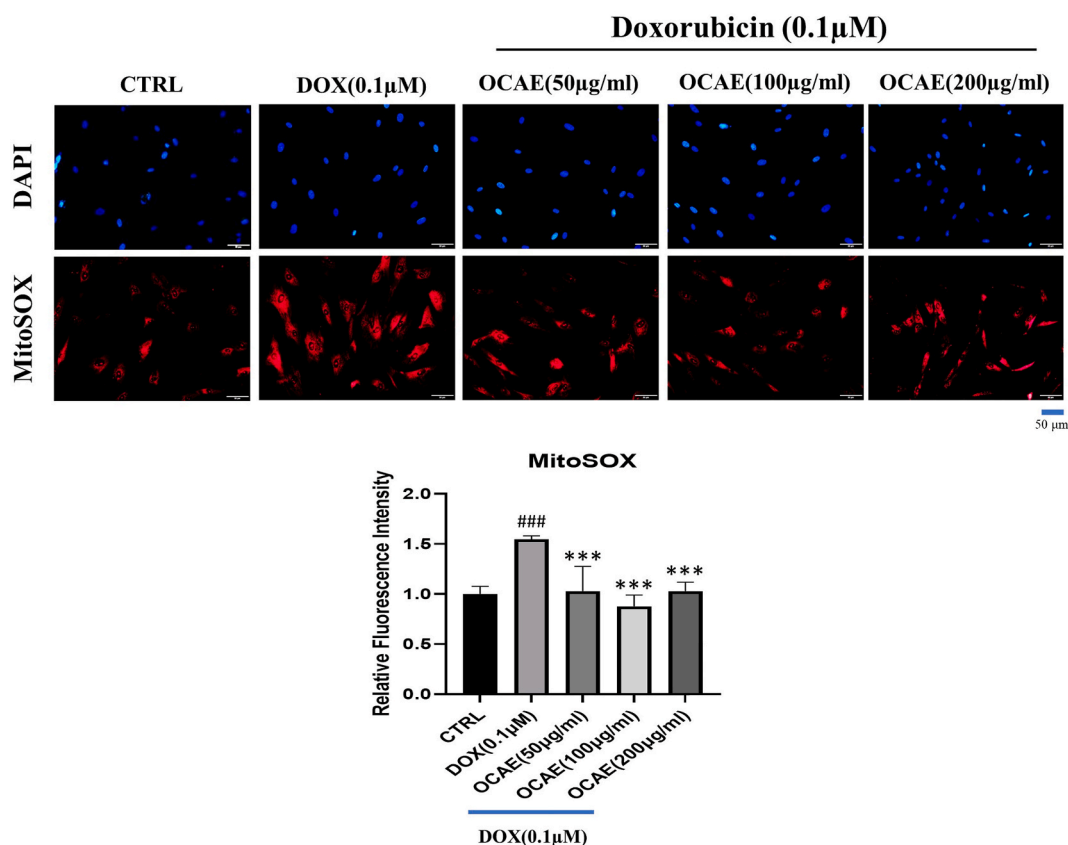 Doxorubicin (0.1μM)
CTRL DOX(0.1μM) OCAE(50μg/ml) OCAE(100μg/ml) OCAE(200μg/ml)
DAPI
MitoSOX
50 μm
MitoSOX
Relative Fluorescence Intensity
2.0
1.5
1.0
0.5
0.0
###
***
***
***
CTRL
DOX(0.1μM)
OCAE(50μg/ml)
OCAE(100μg/ml)
OCAE(200μg/ml)
DOX(0.1μM)